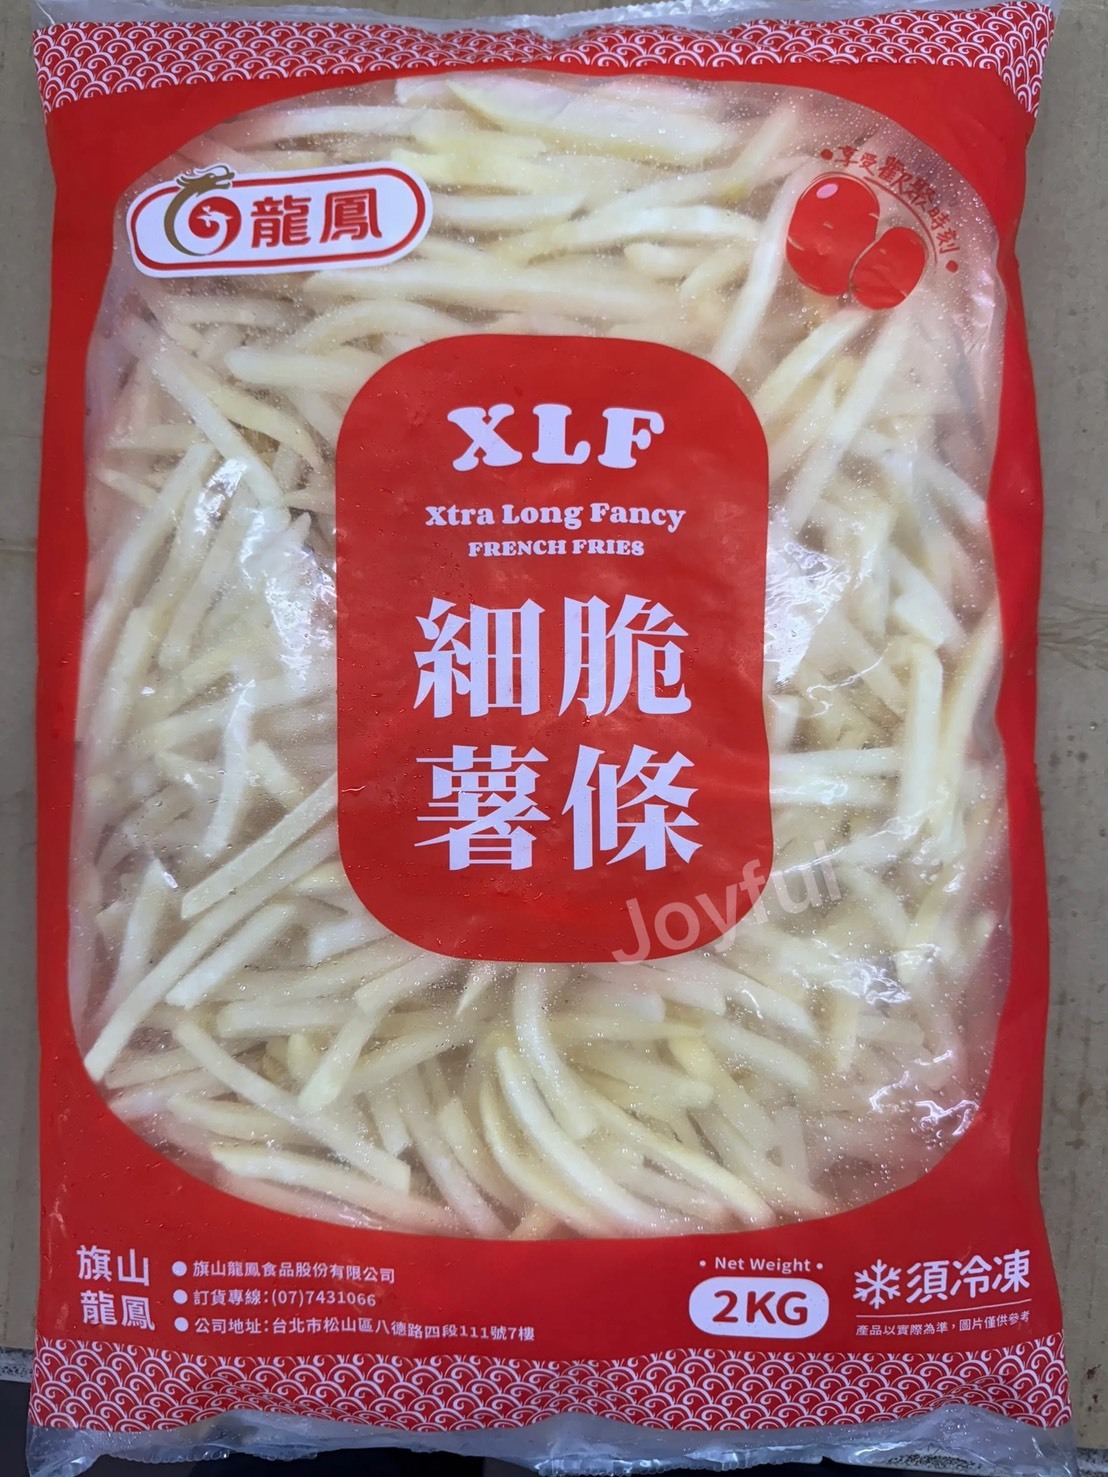 龍鳳
享受歡聚時刻
XLF
Xtra Long Fancy
FRENCH FRIES
細脆
薯條
Joyful
旗山
龍鳳
旗山龍鳳食品股份有限公司
訂貨專線:(07)7431066
公司地址:台北市松山區八德路四段111號7樓
Net Weight
2KG
須冷凍
產品以實際為準，圖片僅供參考